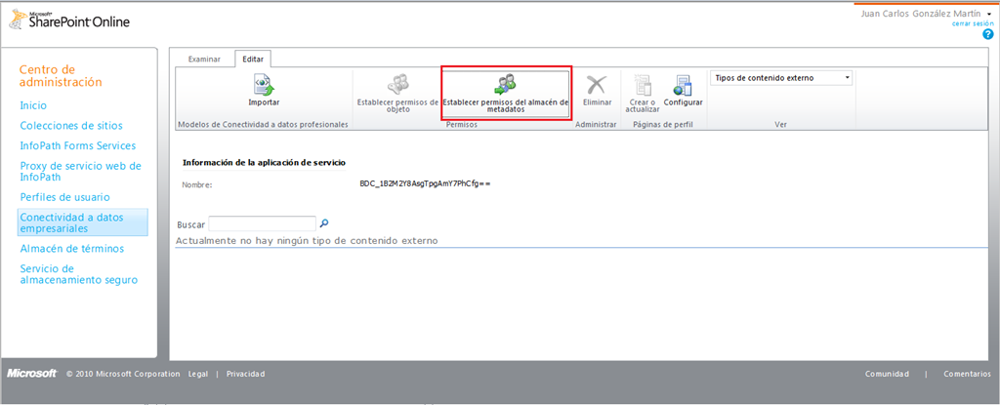 Microsoft
SharePoint Online
Juan Carlos González Martín
cerrar sesión
Centro de
administración
Inicio
Colecciones de sitios
InfoPath Forms Services
Proxy de servicio web de
InfoPath
Perfiles de usuario
Conectividad a datos
empresariales
Almacén de términos
Servicio de
almacenamiento seguro
Examinar
Editar
Importar
Modelos de Conectividad a datos profesionales
Establecer permisos de
objeto
Establecer permisos del almacén de
metadatos
Permisos
Eliminar
Administrar
Crear o
actualizar
Configurar
Páginas de perfil
Tipos de contenido externo
Ver
Información de la aplicación de servicio
Nombre: BDC_1B2M2Y8AsgTpgAmY7PhCfg==
Buscar
Actualmente no hay ningún tipo de contenido externo
Microsoft © 2010 Microsoft Corporation Legal | Privacidad
Comunidad | Comentarios